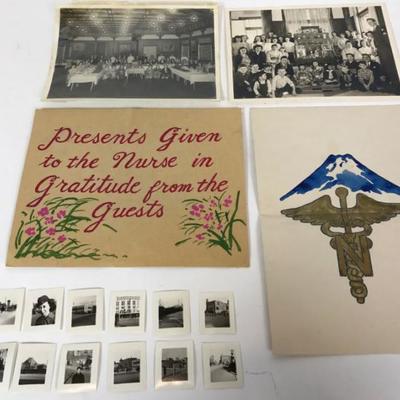 Presents Given
to the Nurse in
Gratitude from the
Guests
N